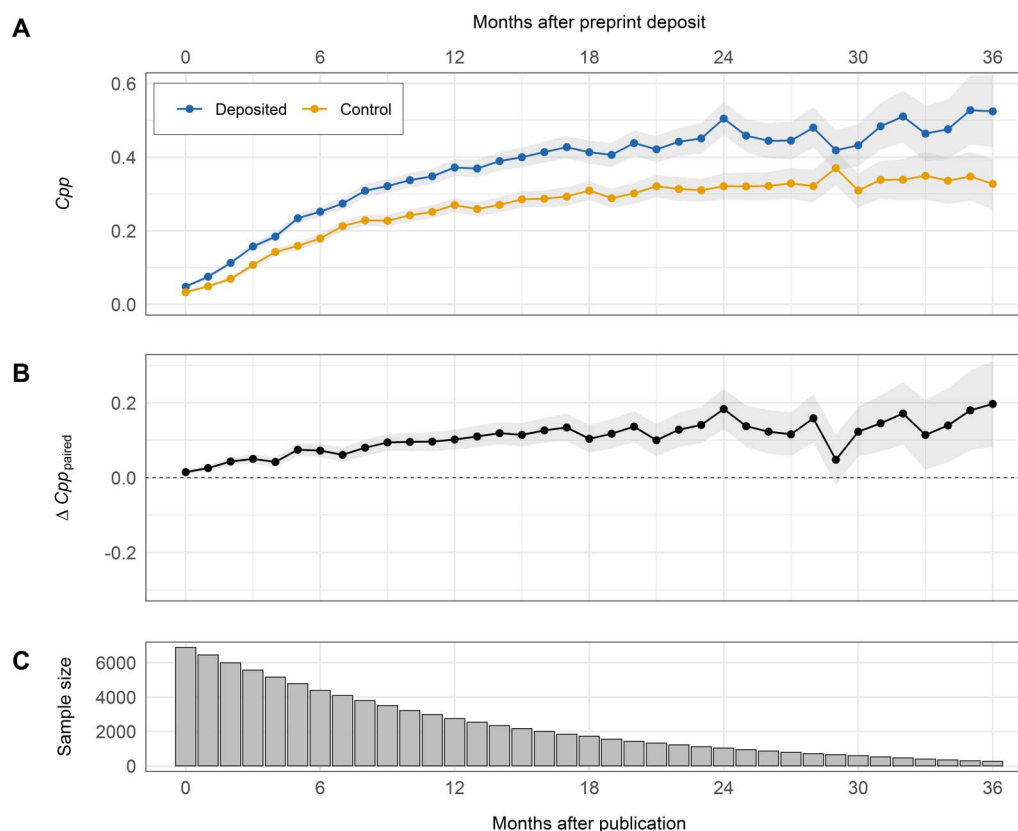 Months after preprint deposit
A
0 6 12 18 24 30 36
0.6
Deposited Control
0.4
Cpp
0.2
0.0
B
0.2
0.0
Δ Cpp paired
-0.2
C
6000
4000
2000
0
Sample size
0 6 12 18 24 30 36
Months after publication